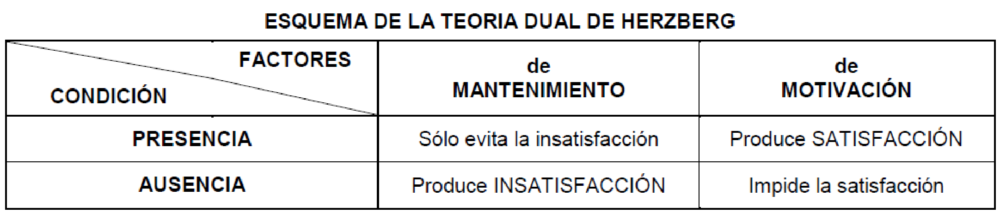 ESQUEMA DE LA TEORIA DUAL DE HERZBERG
FACTORES
CONDICIÓN
de
MANTENIMIENTO
de
MOTIVACIÓN
PRESENCIA
Sólo evita la insatisfacción
Produce SATISFACCIÓN
AUSENCIA
Produce INSATISFACCIÓN
Impide la satisfacción